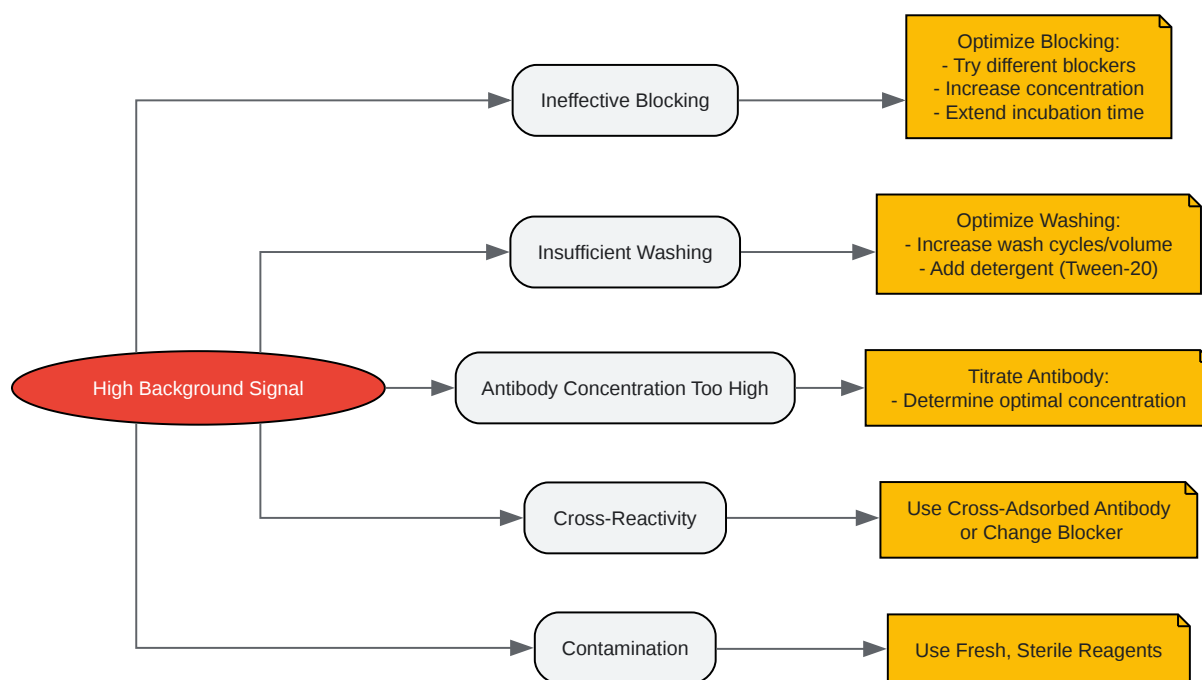 High Background Signal
Ineffective Blocking
Optimize Blocking:
- Try different blockers
- Increase concentration
- Extend incubation time
Insufficient Washing
Optimize Washing:
- Increase wash cycles/volume
- Add detergent (Tween-20)
Antibody Concentration Too High
Titrate Antibody:
- Determine optimal concentration
Cross-Reactivity
Use Cross-Adsorbed Antibody
or Change Blocker
Contamination
Use Fresh, Sterile Reagents